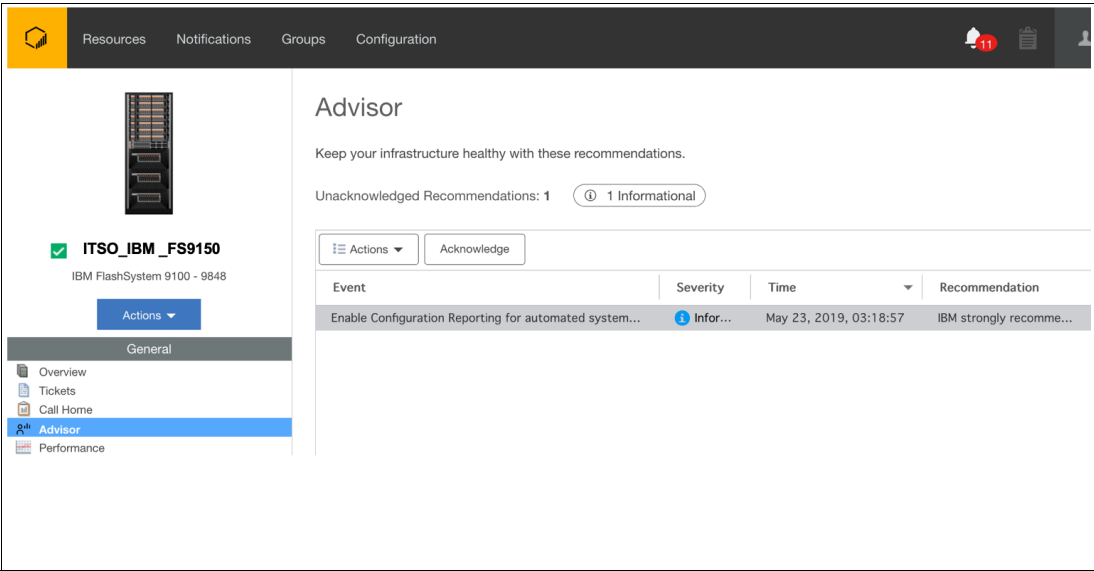 Resources Notifications Groups Configuration 11
ITSO_IBM _FS9150
IBM FlashSystem 9100 - 9848
Actions
General
Overview
Tickets
Call Home
Advisor
Performance
Advisor
Keep your infrastructure healthy with these recommendations.
Unacknowledged Recommendations: 1 1 Informational
Actions Acknowledge
Event Severity Time Recommendation
Enable Configuration Reporting for automated system... Infor... May 23, 2019, 03:18:57 IBM strongly recomme...